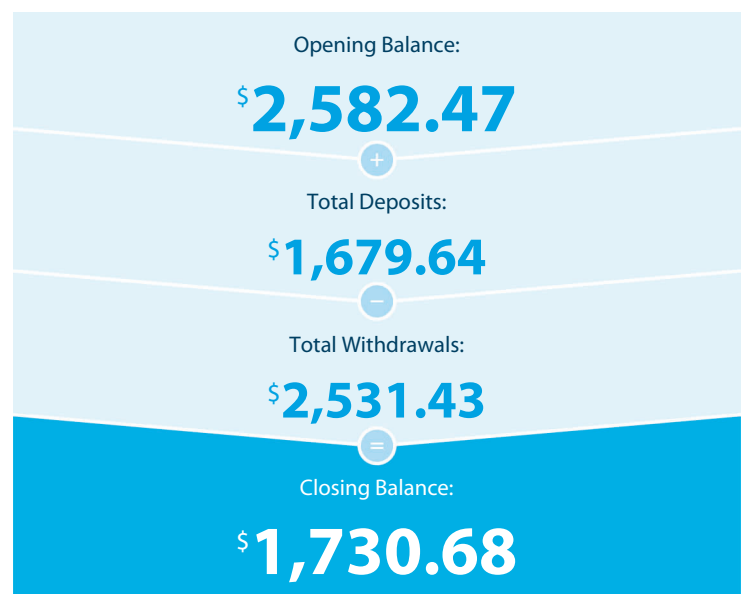 Opening Balance:
$2,582.47
+
Total Deposits:
$1,679.64
−
Total Withdrawals:
$2,531.43
=
Closing Balance:
$1,730.68